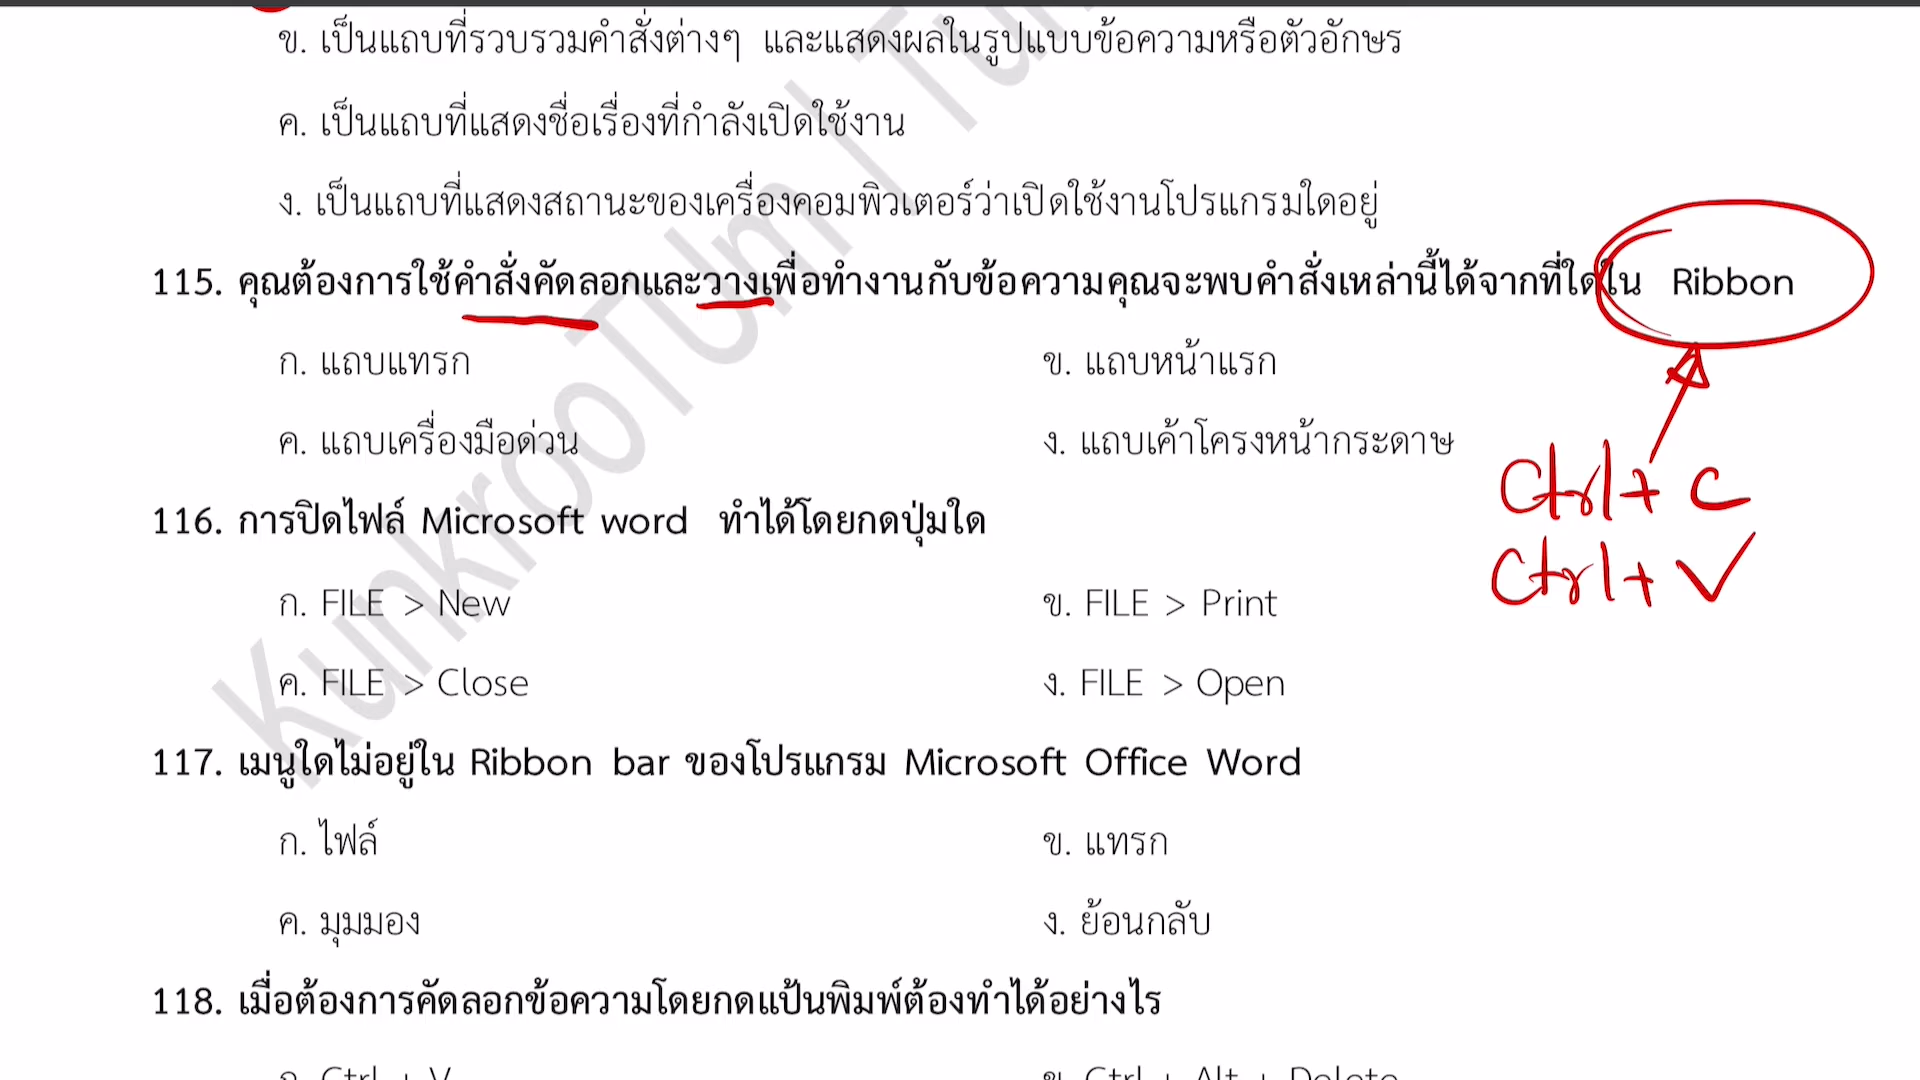 ข. เป็นแถบที่รวบรวมคำสั่งต่างๆ และแสดงผลในรูปแบบข้อความหรือตัวอักษร
ค. เป็นแถบที่แสดงชื่อเรื่องที่กำลังเปิดใช้งาน
ง. เป็นแถบที่แสดงสถานะของเครื่องคอมพิวเตอร์ว่าเปิดใช้งานโปรแกรมใดอยู่
115. คุณต้องการใช้คำสั่งคัดลอกและวางเพื่อทำงานกับข้อความคุณจะพบคำสั่งเหล่านี้ได้จากที่ใดใน Ribbon
ก. แถบแทรก ข. แถบหน้าแรก
ค. แถบเครื่องมือด่วน ง. แถบเค้าโครงหน้ากระดาษ
Ctrl + C
Ctrl + V
116. การปิดไฟล์ Microsoft word ทำได้โดยกดปุ่มใด
ก. FILE > New ข. FILE > Print
ค. FILE > Close ง. FILE > Open
117. เมนูใดไม่อยู่ใน Ribbon bar ของโปรแกรม Microsoft Office Word
ก. ไฟล์ ข. แทรก
ค. มุมมอง ง. ย้อนกลับ
118. เมื่อต้องการคัดลอกข้อความโดยกดแป้นพิมพ์ต้องทำได้อย่างไร
ก. Ctrl + V ข. Ctrl + Alt + Delete
KunkrooTUm | Tum